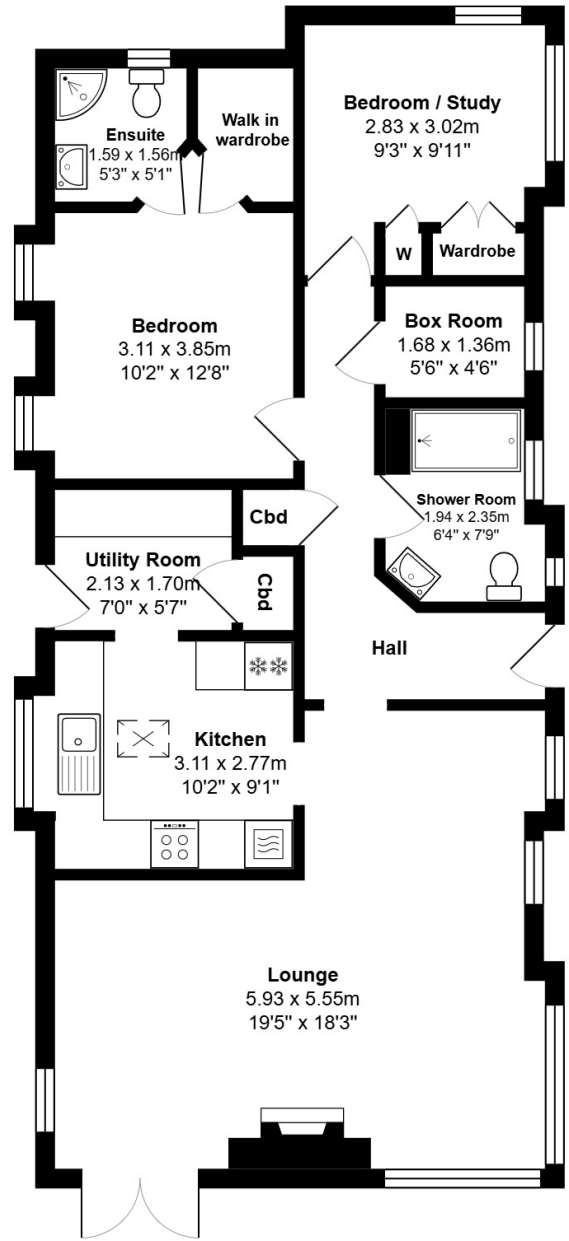 Bedroom / Study
2.83 x 3.02m
9'3" x 9'11"
Walk in
wardrobe
Ensuite
1.59 x 1.56m
5'3" x 5'1"
W
Wardrobe
Bedroom
3.11 x 3.85m
10'2" x 12'8"
Box Room
1.68 x 1.36m
5'6" x 4'6"
Shower Room
1.94 x 2.35m
6'4" x 7'9"
Cbd
Utility Room
2.13 x 1.70m
7'0" x 5'7"
Cbd
Hall
Kitchen
3.11 x 2.77m
10'2" x 9'1"
Lounge
5.93 x 5.55m
19'5" x 18'3"